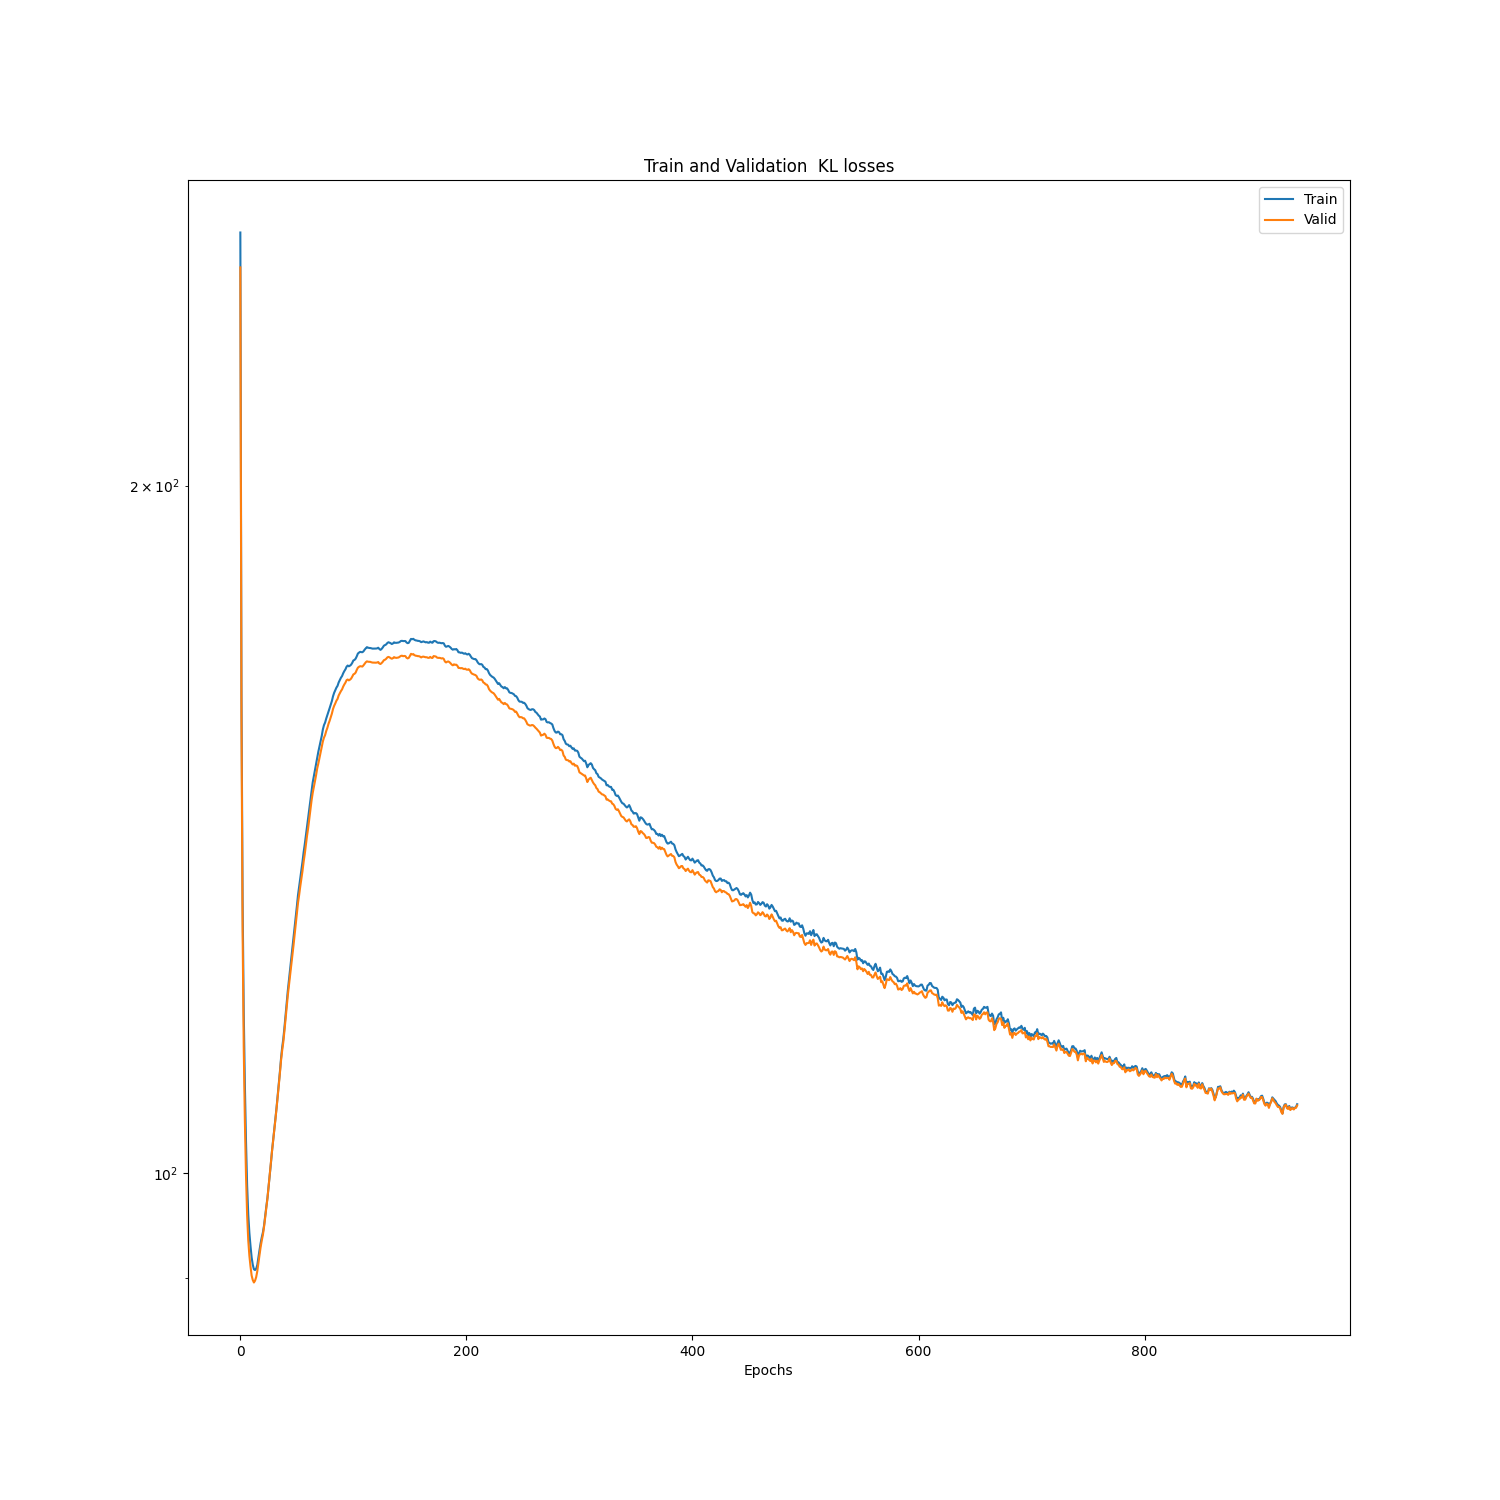 Train and Validation  KL losses
Train
Valid
2 × 10²
10²
0 200 400 600 800
Epochs